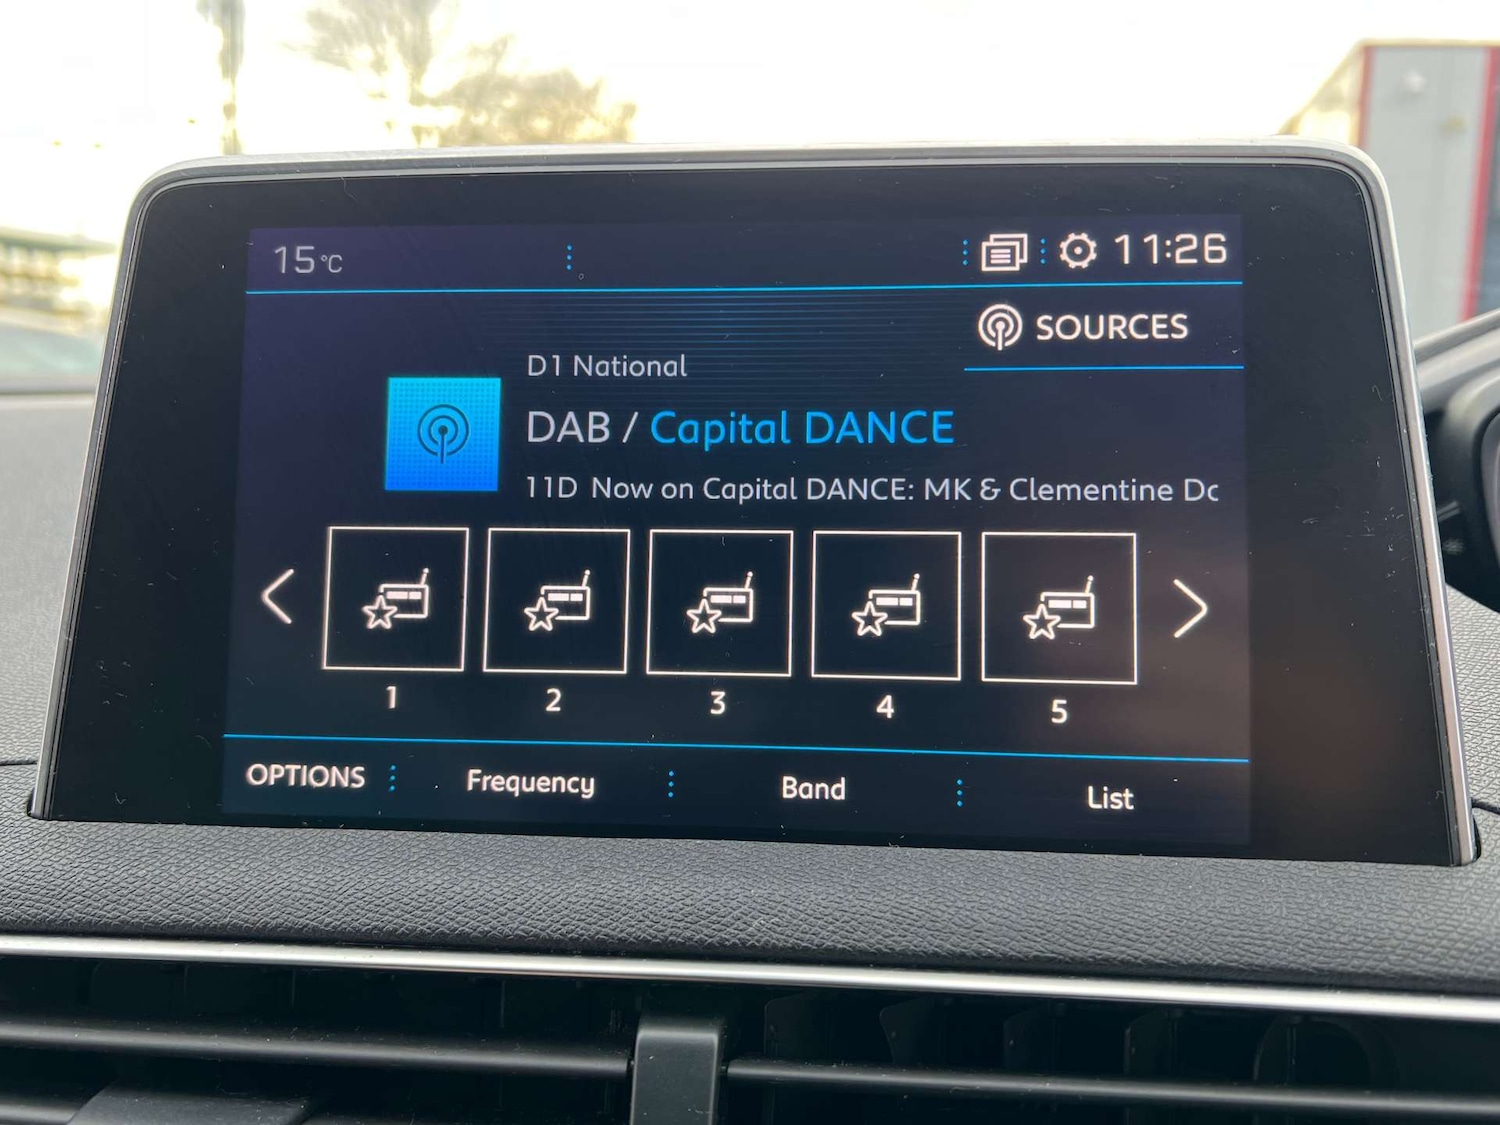 15°C
11:26
SOURCES
D1 National
DAB / Capital DANCE
11D Now on Capital DANCE: MK & Clementine
1
2
3
4
5
OPTIONS
Frequency
Band
List